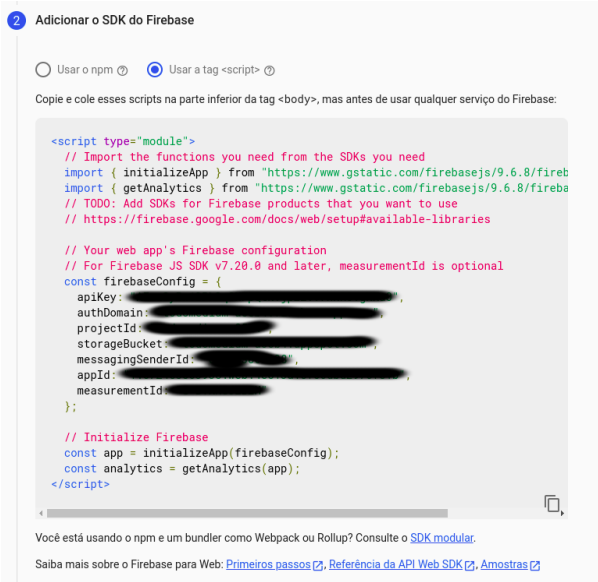 2 Adicionar o SDK do Firebase
Usar o npm ? Usar a tag <script> ?
Copie e cole esses scripts na parte inferior da tag <body>, mas antes de usar qualquer serviço do Firebase:
<script type="module">
// Import the functions you need from the SDKs you need
import { initializeApp } from "https://www.gstatic.com/firebasejs/9.6.8/fireb
import { getAnalytics } from "https://www.gstatic.com/firebasejs/9.6.8/fireba
// TODO: Add SDKs for Firebase products that you want to use
// https://firebase.google.com/docs/web/setup#available-libraries
// Your web app's Firebase configuration
// For Firebase JS SDK v7.20.0 and later, measurementId is optional
const firebaseConfig = {
apiKey: ",
authDomain:
projectId: ,
storageBucket: ,
messagingSenderId: ",
appId: ,
measurementId
};
// Initialize Firebase
const app = initializeApp(firebaseConfig);
const analytics = getAnalytics(app);
</script>
Você está usando o npm e um bundler como Webpack ou Rollup? Consulte o SDK modular.
Saiba mais sobre o Firebase para Web: Primeiros passos, Referência da API Web SDK, Amostras